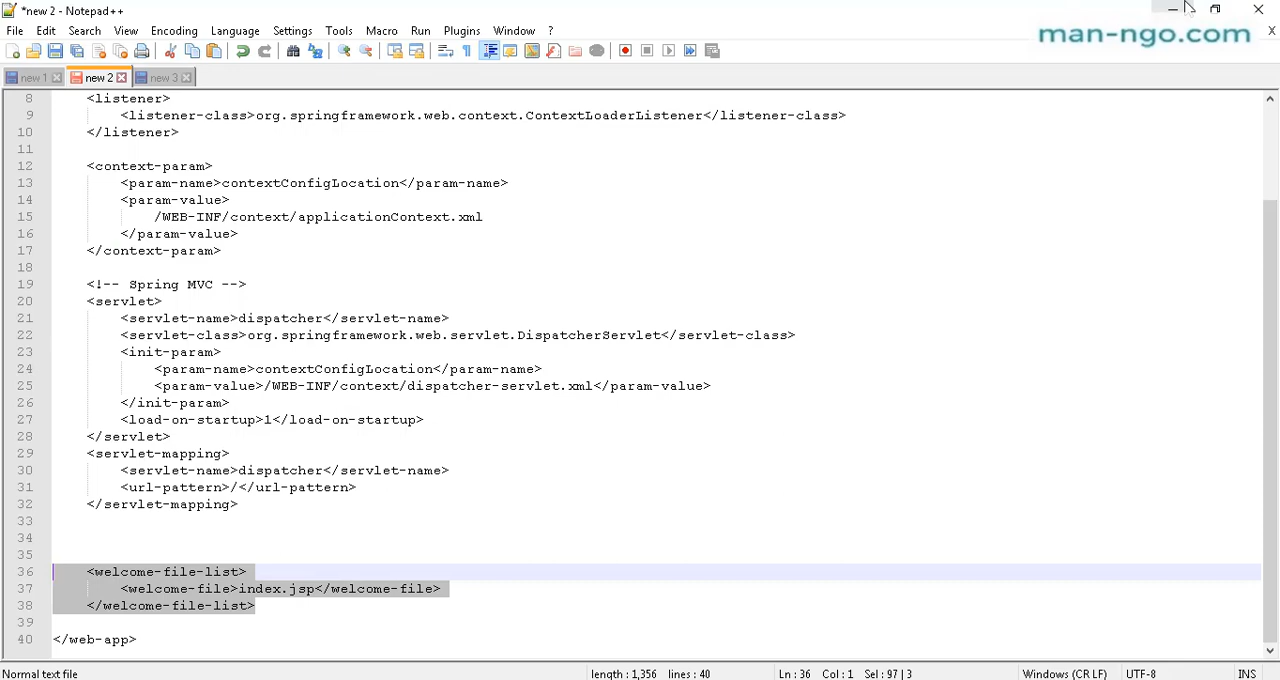 *new 2 - Notepad++
File Edit Search View Encoding Language Settings Tools Macro Run Plugins Window ? X
man-ngo.com
new 1 new 2 new 3
8 <listener>
9 <listener-class>org.springframework.web.context.ContextLoaderListener</listener-class>
10 </listener>
11
12 <context-param>
13 <param-name>contextConfigLocation</param-name>
14 <param-value>
15 /WEB-INF/context/applicationContext.xml
16 </param-value>
17 </context-param>
18
19 <!-- Spring MVC -->
20 <servlet>
21 <servlet-name>dispatcher</servlet-name>
22 <servlet-class>org.springframework.web.servlet.DispatcherServlet</servlet-class>
23 <init-param>
24 <param-name>contextConfigLocation</param-name>
25 <param-value>/WEB-INF/context/dispatcher-servlet.xml</param-value>
26 </init-param>
27 <load-on-startup>1</load-on-startup>
28 </servlet>
29 <servlet-mapping>
30 <servlet-name>dispatcher</servlet-name>
31 <url-pattern>/</url-pattern>
32 </servlet-mapping>
33
34
35
36 <welcome-file-list>
37 <welcome-file>index.jsp</welcome-file>
38 </welcome-file-list>
39
40 </web-app>
Normal text file length : 1,356 lines : 40 Ln : 36 Col : 1 Sel : 97 | 3 Windows (CR LF) UTF-8 INS